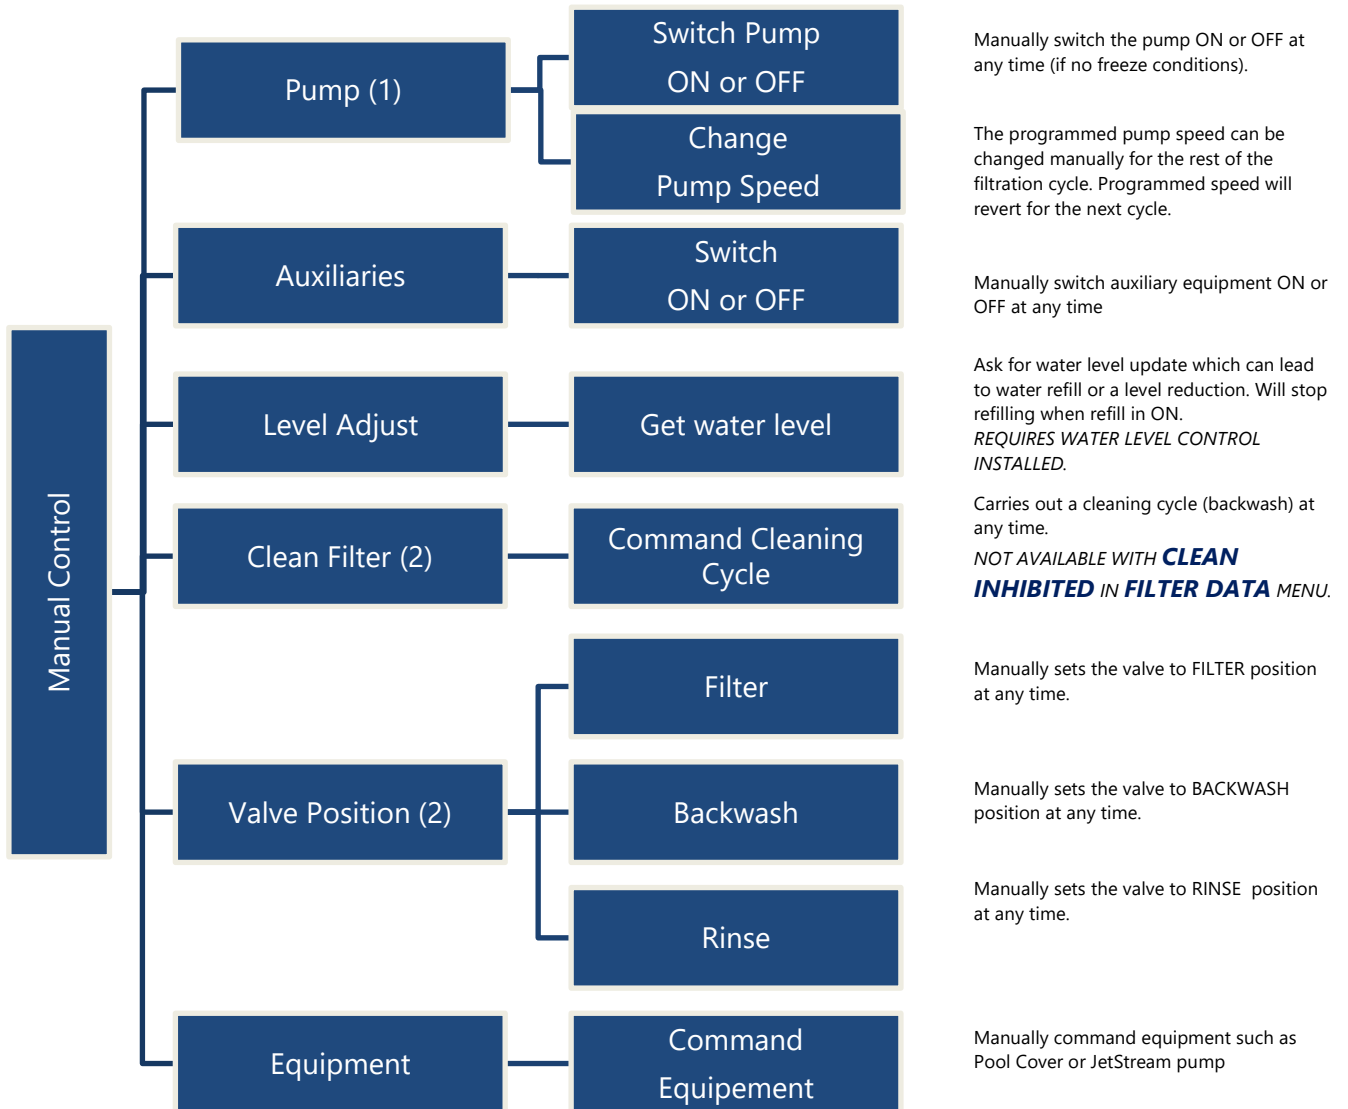 Manual Control
Pump (1)
Switch Pump
ON or OFF
Manually switch the pump ON or OFF at
any time (if no freeze conditions).
Change
Pump Speed
The programmed pump speed can be
changed manually for the rest of the
filtration cycle. Programmed speed will
revert for the next cycle.
Auxiliaries
Switch
ON or OFF
Manually switch auxiliary equipment ON or
OFF at any time
Level Adjust
Get water level
Ask for water level update which can lead
to water refill or a level reduction. Will stop
refilling when refill in ON.
REQUIRES WATER LEVEL CONTROL
INSTALLED.
Clean Filter (2)
Command Cleaning
Cycle
Carries out a cleaning cycle (backwash) at
any time.
NOT AVAILABLE WITH CLEAN
INHIBITED IN FILTER DATA MENU.
Valve Position (2)
Filter
Manually sets the valve to FILTER position
at any time.
Backwash
Manually sets the valve to BACKWASH
position at any time.
Rinse
Manually sets the valve to RINSE  position
at any time.
Equipment
Command
Equipement
Manually command equipment such as
Pool Cover or JetStream pump